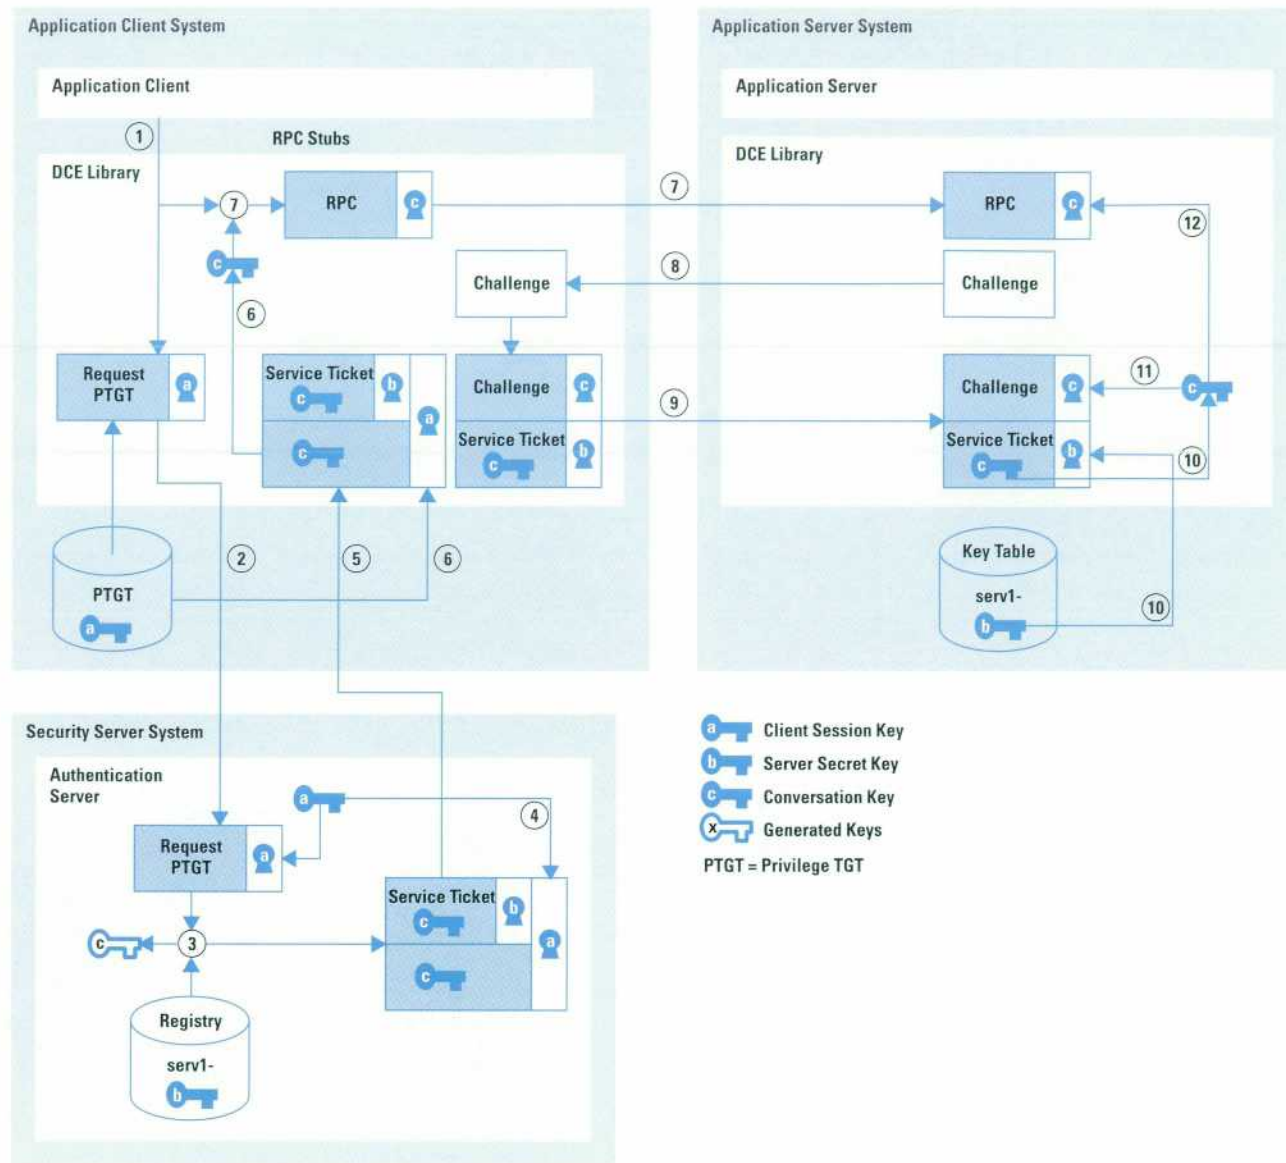 Application Client System
Application Client
1
RPC Stubs
DCE Library
7
RPC
c
c
6
Challenge
Request
PTGT
a
Service Ticket
c
b
a
c
Challenge
c
Service Ticket
c
b
PTGT
a
2
5
6
7
8
9
Application Server System
Application Server
DCE Library
RPC
c
12
Challenge
Challenge
c
11
c
Service Ticket
c
b
10
Key Table
serv1-
b
10
Security Server System
Authentication
Server
a
4
Request
PTGT
a
c
3
Service Ticket
c
b
a
c
Registry
serv1-
b
a Client Session Key
b Server Secret Key
c Conversation Key
x Generated Keys
PTGT = Privilege TGT